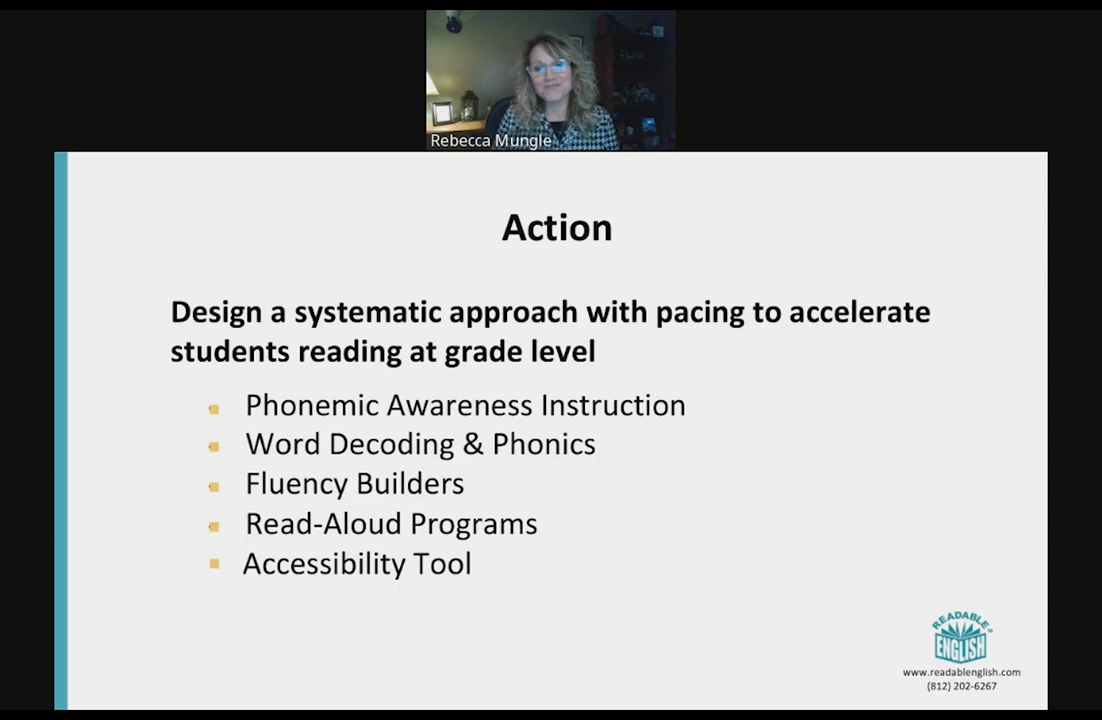 Rebecca Mungle
Action
Design a systematic approach with pacing to accelerate
students reading at grade level
Phonemic Awareness Instruction
Word Decoding & Phonics
Fluency Builders
Read-Aloud Programs
Accessibility Tool
READABLE
ENGLISH
www.readablenglish.com
(812) 202-6267